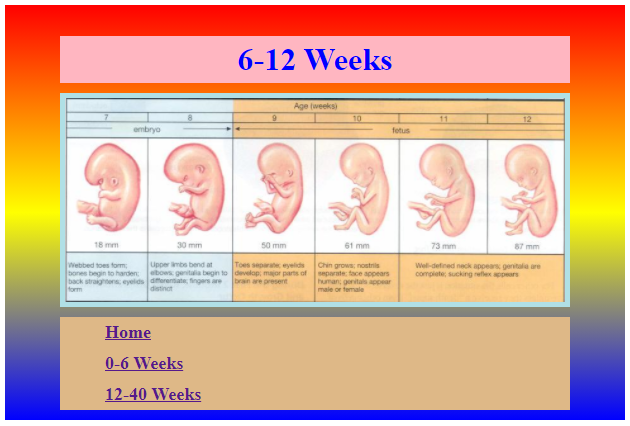 6-12 Weeks
Age (weeks)
7 8 9 10 11 12
embryo fetus
18 mm 30 mm 50 mm 61 mm 73 mm 87 mm
Webbed toes form;
bones begin to harden;
back straightens; eyelids
form
Upper limbs bend at
elbows; genitalia begin to
differentiate; fingers are
distinct
Toes separate; eyelids
develop; major parts of
brain are present
Chin grows; nostrils
separate; face appears
human; genitals appear
male or female
Well-defined neck appears; genitalia are
complete; sucking reflex appears
Home
0-6 Weeks
12-40 Weeks